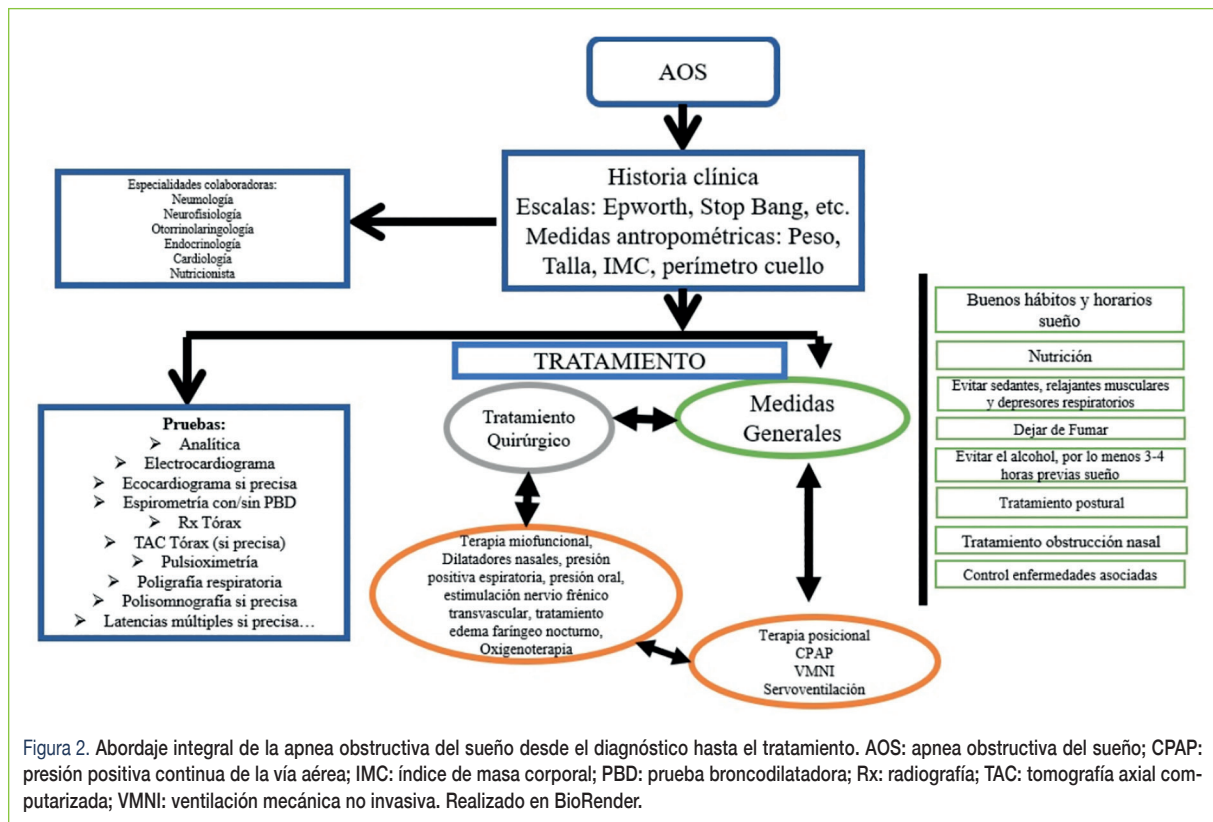 AOS
Historia clínica
Escalas: Epworth, Stop Bang, etc.
Medidas antropométricas: Peso,
Talla, IMC, perímetro cuello
Especialidades colaboradoras:
Neumología
Neurofisiología
Otorrinolaringología
Endocrinología
Cardiología
Nutricionista
TRATAMIENTO
Pruebas:
Analítica
Electrocardiograma
Ecocardiograma si precisa
Espirometría con/sin PBD
Rx Tórax
TAC Tórax (si precisa)
Pulsioximetría
Poligrafía respiratoria
Polisomnografía si precisa
Latencias múltiples si precisa…
Tratamiento
Quirúrgico
Medidas
Generales
Terapia miofuncional,
Dilatadores nasales, presión
positiva espiratoria, presión oral,
estimulación nervio frénico
transvascular, tratamiento
edema faríngeo nocturno,
Oxigenoterapia
Terapia posicional
CPAP
VMNI
Servoventilación
Buenos hábitos y horarios
sueño
Nutrición
Evitar sedantes, relajantes musculares
y depresores respiratorios
Dejar de Fumar
Evitar el alcohol, por lo menos 3-4
horas previas sueño
Tratamiento postural
Tratamiento obstrucción nasal
Control enfermedades asociadas
Figura 2. Abordaje integral de la apnea obstructiva del sueño desde el diagnóstico hasta el tratamiento. AOS: apnea obstructiva del sueño; CPAP:
presión positiva continua de la vía aérea; IMC: índice de masa corporal; PBD: prueba broncodilatadora; Rx: radiografía; TAC: tomografía axial com-
putarizada; VMNI: ventilación mecánica no invasiva. Realizado en BioRender.